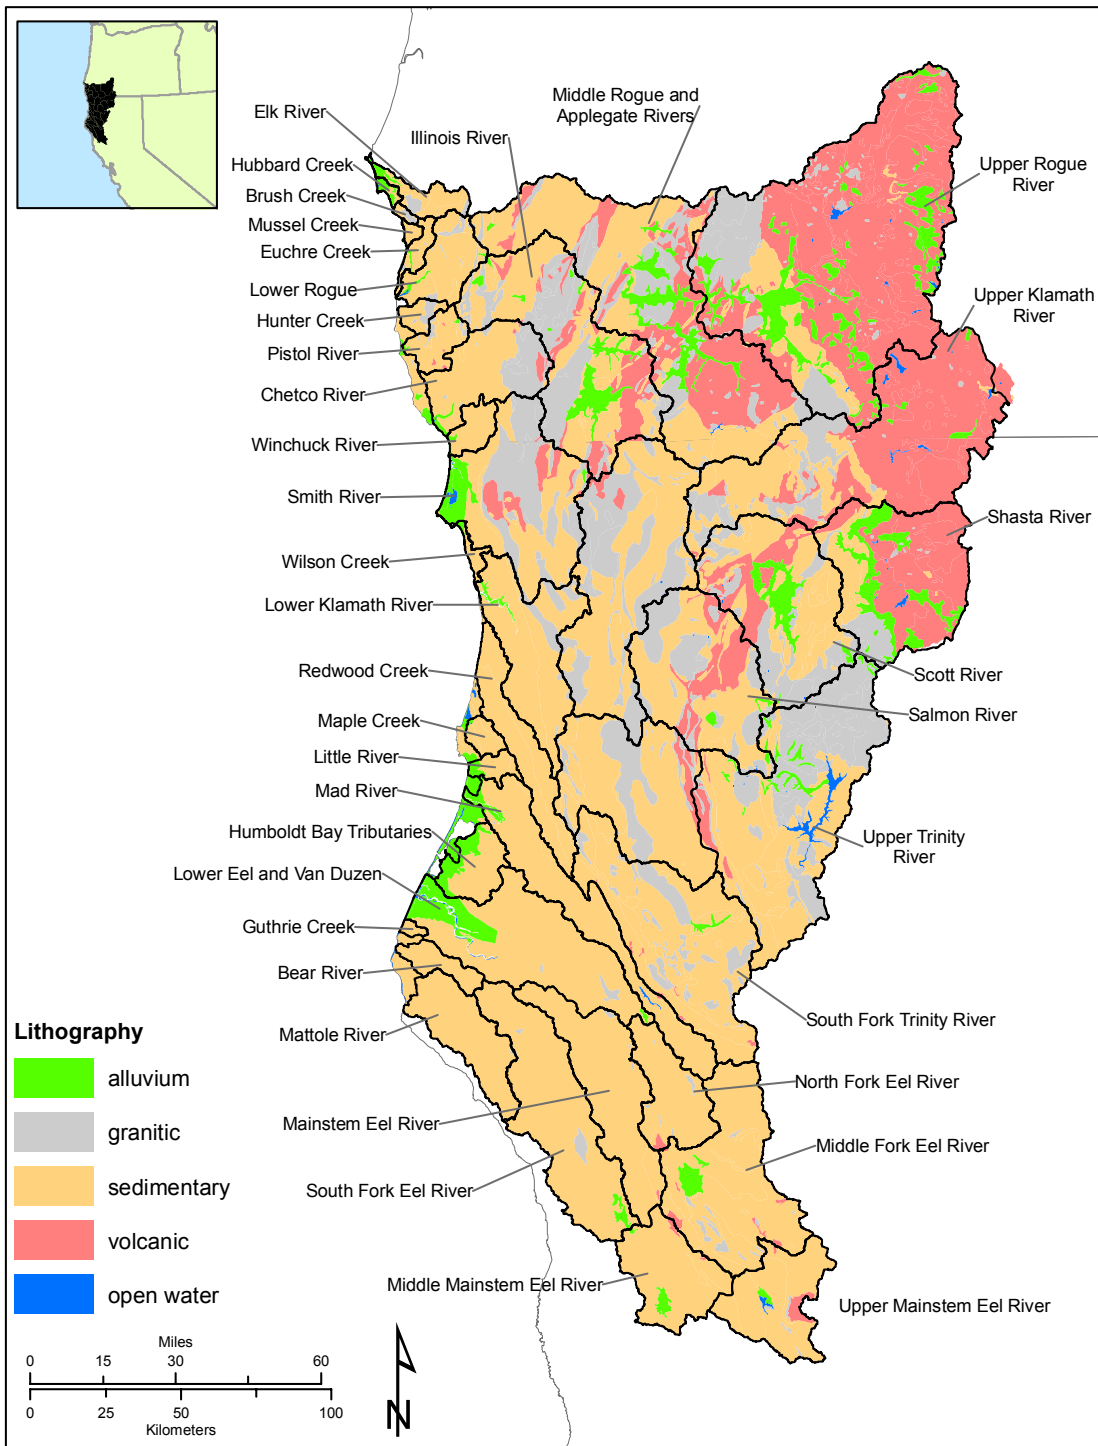 Elk River
Hubbard Creek
Brush Creek
Mussel Creek
Euchre Creek
Lower Rogue
Hunter Creek
Pistol River
Chetco River
Winchuck River
Smith River
Wilson Creek
Lower Klamath River
Redwood Creek
Maple Creek
Little River
Mad River
Humboldt Bay Tributaries
Lower Eel and Van Duzen
Guthrie Creek
Bear River
Mattole River
Mainstem Eel River
South Fork Eel River
Middle Mainstem Eel River
Illinois River
Middle Rogue and
Applegate Rivers
Upper Rogue
River
Upper Klamath
River
Shasta River
Scott River
Salmon River
Upper Trinity
River
South Fork Trinity River
North Fork Eel River
Middle Fork Eel River
Upper Mainstem Eel River
Lithography
alluvium
granitic
sedimentary
volcanic
open water
Miles
0 15 30 60
0 25 50 100
Kilometers
N